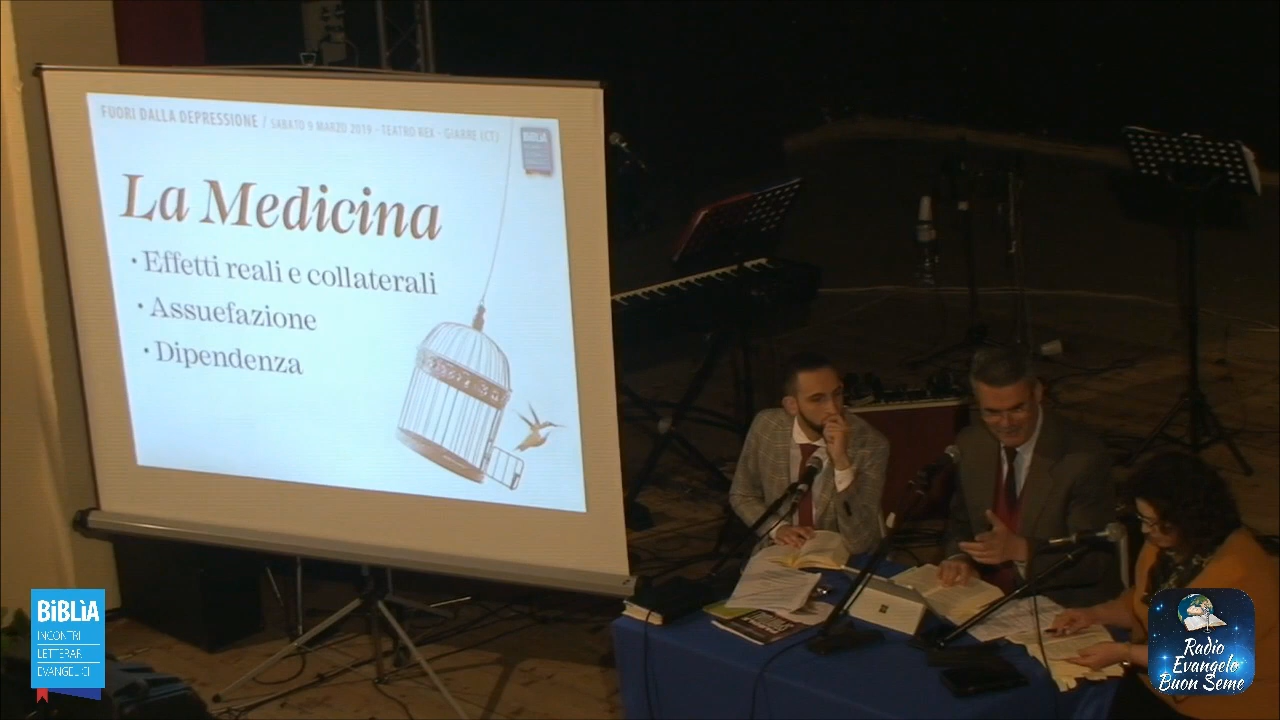 FUORI DALLA DEPRESSIONE / SABATO 9 MARZO 2019 - TEATRO REX - GIARRE (CT)
BIBLIA
La Medicina
• Effetti reali e collaterali
• Assuefazione
• Dipendenza
BiBLÌA
INCONTRI
LETTERARI
EVANGELICI
Radio
Evangelo
Buon Seme